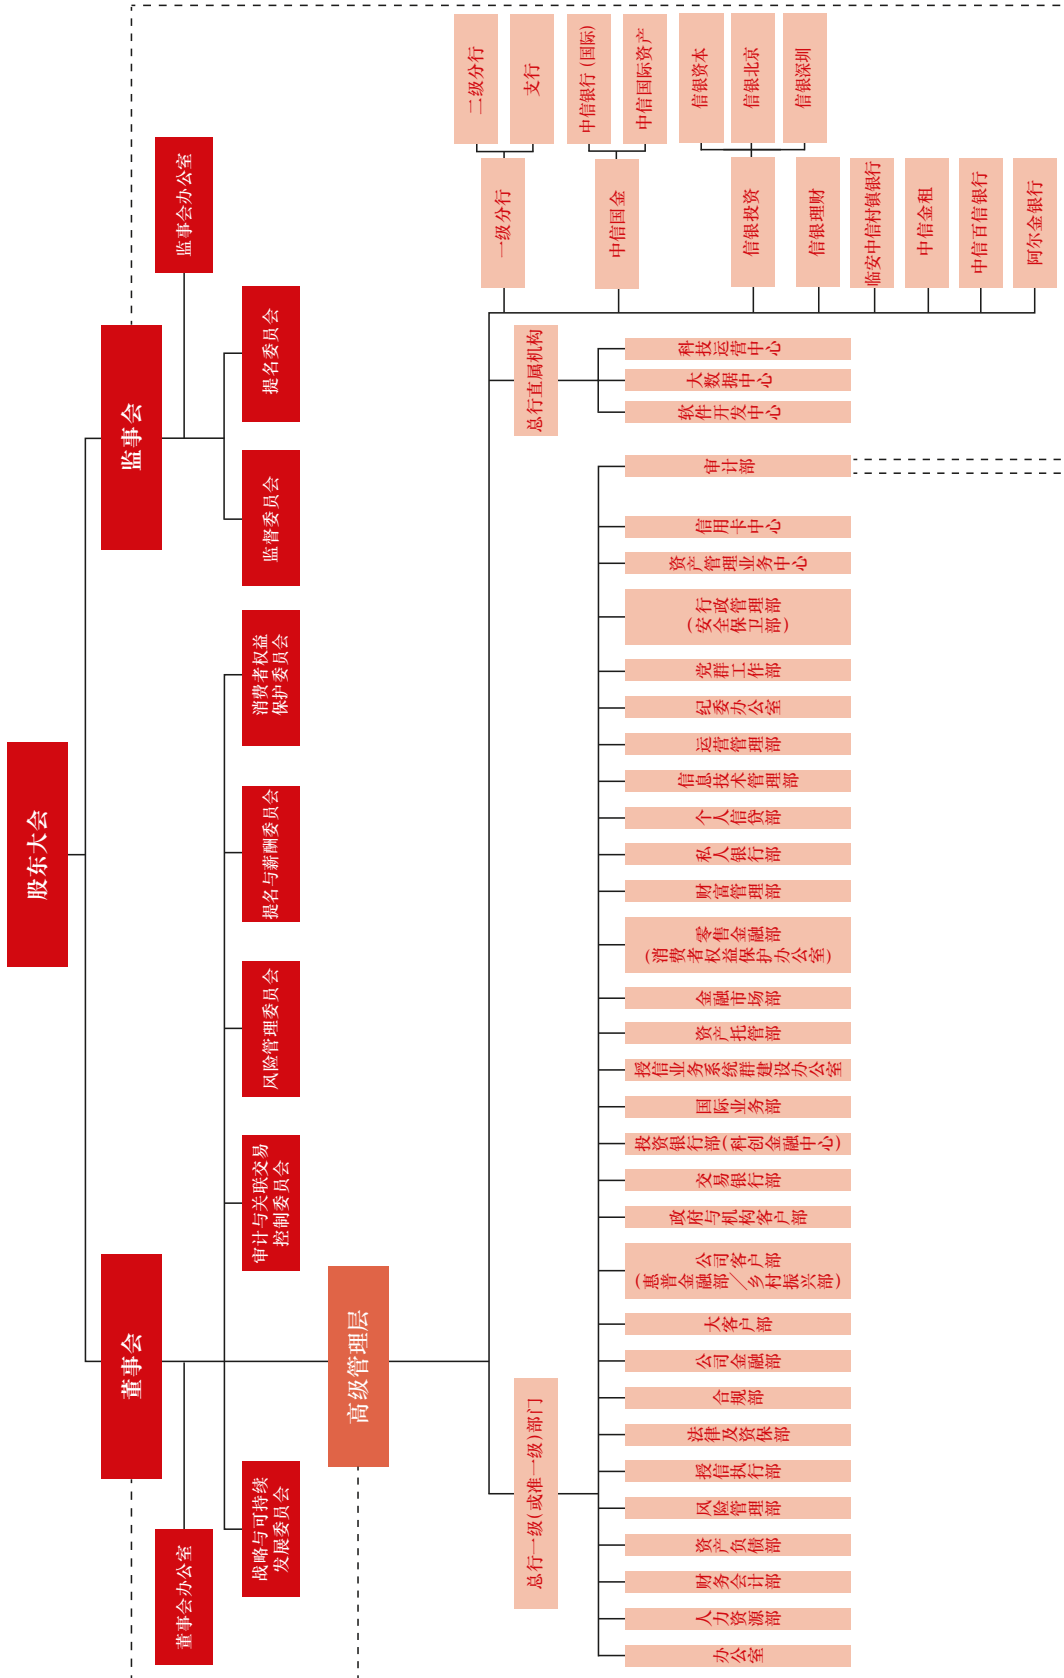 股东大会
董事会
监事会
董事会办公室
监事会办公室
战略与可持续
发展委员会
审计与关联交易
控制委员会
风险管理委员会
提名与薪酬委员会
消费者权益
保护委员会
监督委员会
提名委员会
高级管理层
总行一级(或准一级)部门
总行直属机构
一级分行
中信国金
信银投资
信银理财
临安中信村镇银行
中信金租
中信百信银行
阿尔金银行
二级分行
支行
中信银行 (国际)
中信国际资产
信银资本
信银北京
信银深圳
办公室
人力资源部
财务会计部
资产负债部
风险管理部
授信执行部
法律及资保部
合规部
公司金融部
大客户部
公司客户部
(惠普金融部／乡村振兴部)
政府与机构客户部
交易银行部
投资银行部(科创金融中心)
国际业务部
授信业务系统群建设办公室
资产托管部
金融市场部
零售金融部
(消费者权益保护办公室)
财富管理部
私人银行部
个人信贷部
信息技术管理部
运营管理部
纪委办公室
党群工作部
行政管理部
(安全保卫部)
资产管理业务中心
信用卡中心
审计部
软件开发中心
大数据中心
科技运营中心